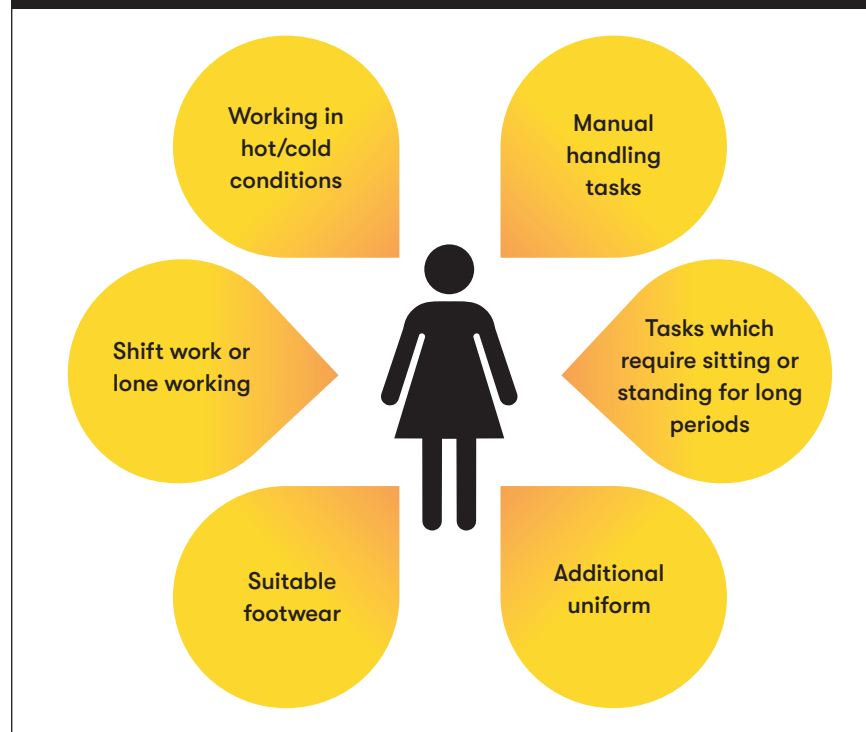 Working in
hot/cold
conditions
Manual
handling
tasks
Shift work or
lone working
Tasks which
require sitting or
standing for long
periods
Suitable
footwear
Additional
uniform